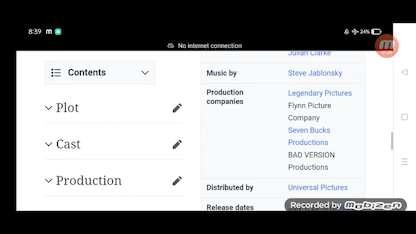 8:39 m
24%
No internet connection
Julian Clarke
Contents
Music by Steve Jablonsky
Production companies
Legendary Pictures
Flynn Picture Company
Seven Bucks Productions
BAD VERSION Productions
Plot
Cast
Production
Distributed by Universal Pictures
Release dates
Recorded by mobizen